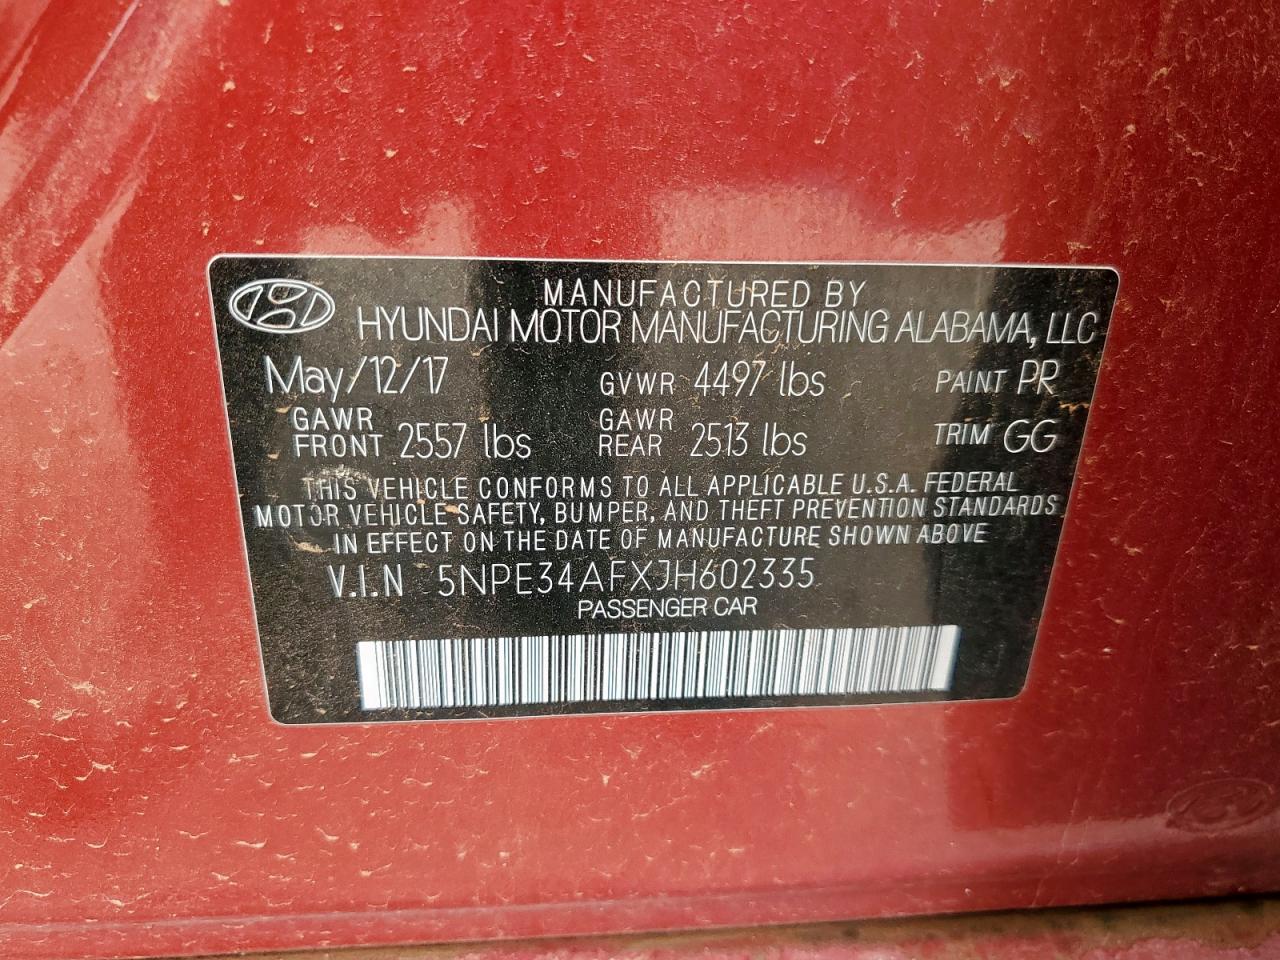 MANUFACTURED BY
HYUNDAI MOTOR MANUFACTURING ALABAMA, LLC
May/12/17 GVWR 4497 lbs PAINT PR
GAWR FRONT 2557 lbs GAWR REAR 2513 lbs TRIM GG
THIS VEHICLE CONFORMS TO ALL APPLICABLE U.S.A. FEDERAL
MOTOR VEHICLE SAFETY, BUMPER, AND THEFT PREVENTION STANDARDS
IN EFFECT ON THE DATE OF MANUFACTURE SHOWN ABOVE
V.I.N 5NPE34AFXJH602335
PASSENGER CAR